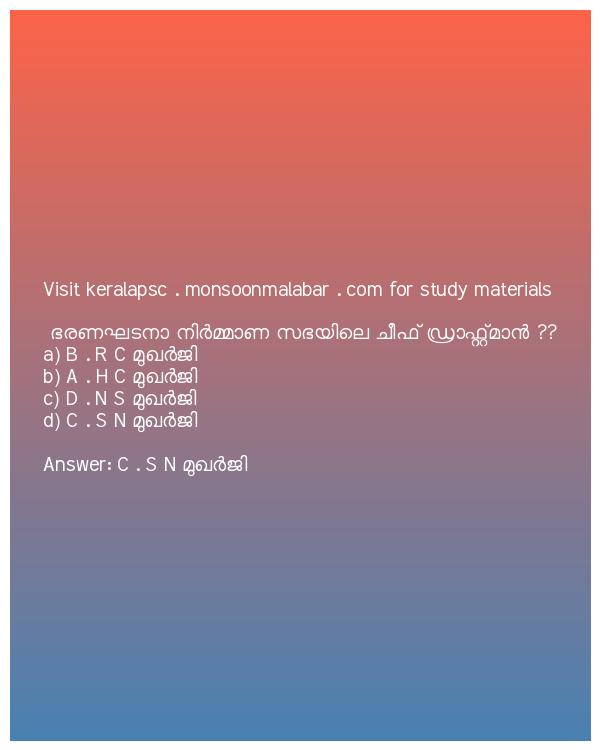 Visit keralapsc . monsoonmalabar . com for study materials
ഭരണഘടനാ നിർമ്മാണ സഭയിലെ ചീഫ് ഡ്രാഫ്റ്റ്മാൻ ??
a) B . R C മുഖർജി
b) A . H C മുഖർജി
c) D . N S മുഖർജി
d) C . S N മുഖർജി
Answer: C . S N മുഖർജി